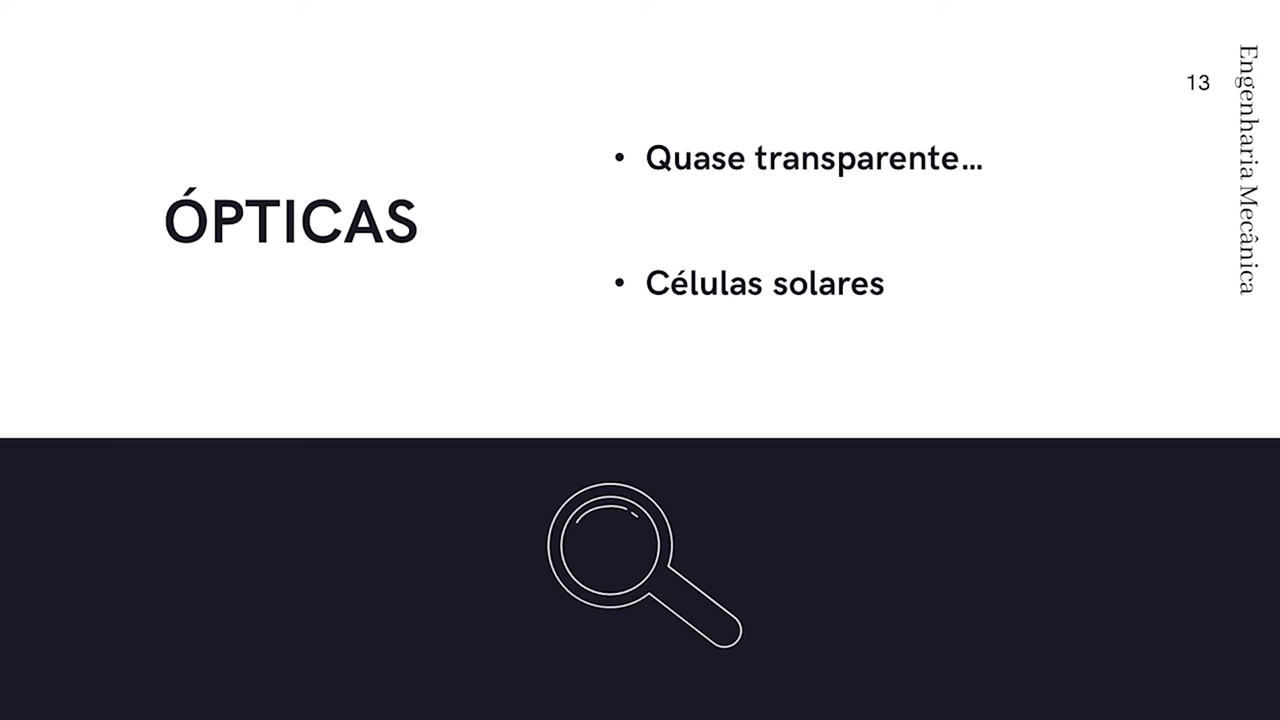 13
Engenharia Mecânica
ÓPTICAS
• Quase transparente...
• Células solares